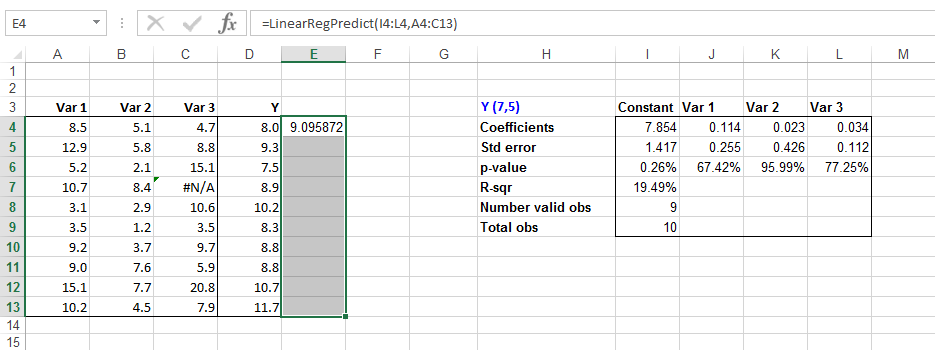 E4 fx =LinearRegPredict(I4:L4,A4:C13)
A B C D E F G H I J K L M
1
2
3 Var 1 Var 2 Var 3 Y Y (7,5) Constant Var 1 Var 2 Var 3
4 8.5 5.1 4.7 8.0 9.095872 Coefficients 7.854 0.114 0.023 0.034
5 12.9 5.8 8.8 9.3 Std error 1.417 0.255 0.426 0.112
6 5.2 2.1 15.1 7.5 p-value 0.26% 67.42% 95.99% 77.25%
7 10.7 8.4 #N/A 8.9 R-sqr 19.49%
8 3.1 2.9 10.6 10.2 Number valid obs 9
9 3.5 1.2 3.5 8.3 Total obs 10
10 9.2 3.7 9.7 8.8
11 9.0 7.6 5.9 8.8
12 15.1 7.7 20.8 10.7
13 10.2 4.5 7.9 11.7
14
15